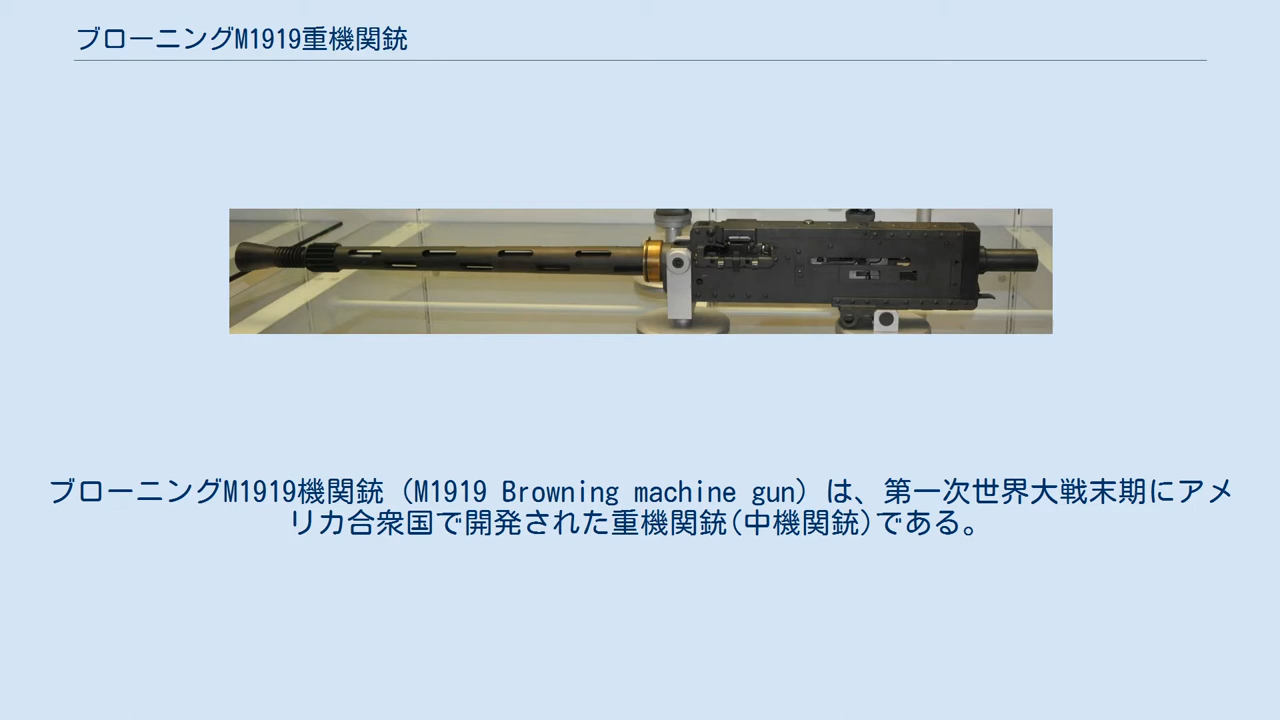 ブローニングM1919重機関銃
ブローニングM1919機関銃（M1919 Browning machine gun）は、第一次世界大戦末期にアメ
リカ合衆国で開発された重機関銃(中機関銃)である。